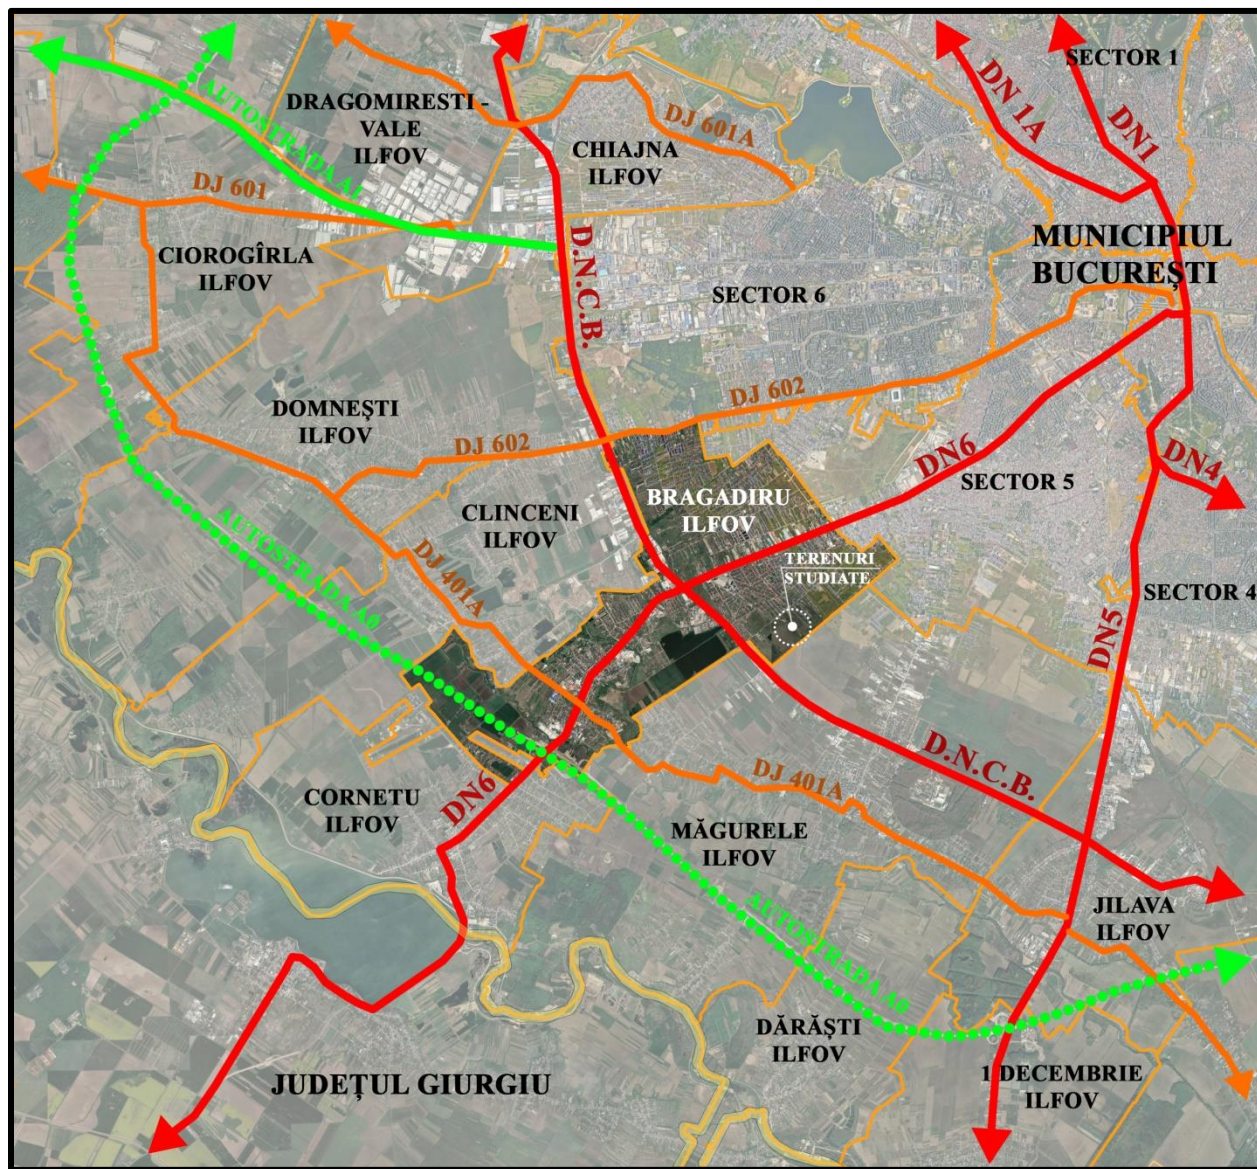 SECTOR 1
DN 1A
DN1
AUTOSTRADA A1
DRAGOMIRESTI -
VALE
ILFOV
DJ 601A
CHIAJNA
ILFOV
DJ 601
CIOROGÎRLA
ILFOV
D.N.C.B.
SECTOR 6
MUNICIPIUL
BUCUREȘTI
DOMNEȘTI
ILFOV
DJ 602
DJ 602
DN6
SECTOR 5
DN4
BRAGADIRU
ILFOV
CLINCENI
ILFOV
AUTOSTRADA A0
DJ 401A
TERENURI
STUDIATE
SECTOR 4
DN5
D.N.C.B.
DJ 401A
CORNETU
ILFOV
DN6
MĂGURELE
ILFOV
AUTOSTRADA A0
JILAVA
ILFOV
DĂRĂȘTI
ILFOV
JUDEȚUL GIURGIU
1 DECEMBRIE
ILFOV